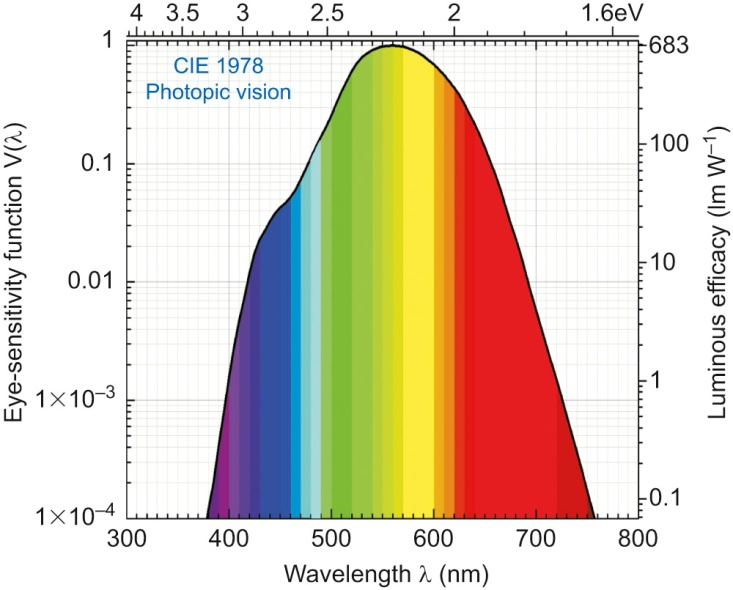 4 3.5 3 2.5 2 1.6eV
1 683
CIE 1978
Photopic vision
Eye-sensitivity function V(λ)
0.1
0.01
1×10⁻³
1×10⁻⁴
100
10
1
0.1
Luminous efficacy (lm W⁻¹)
300 400 500 600 700 800
Wavelength λ (nm)